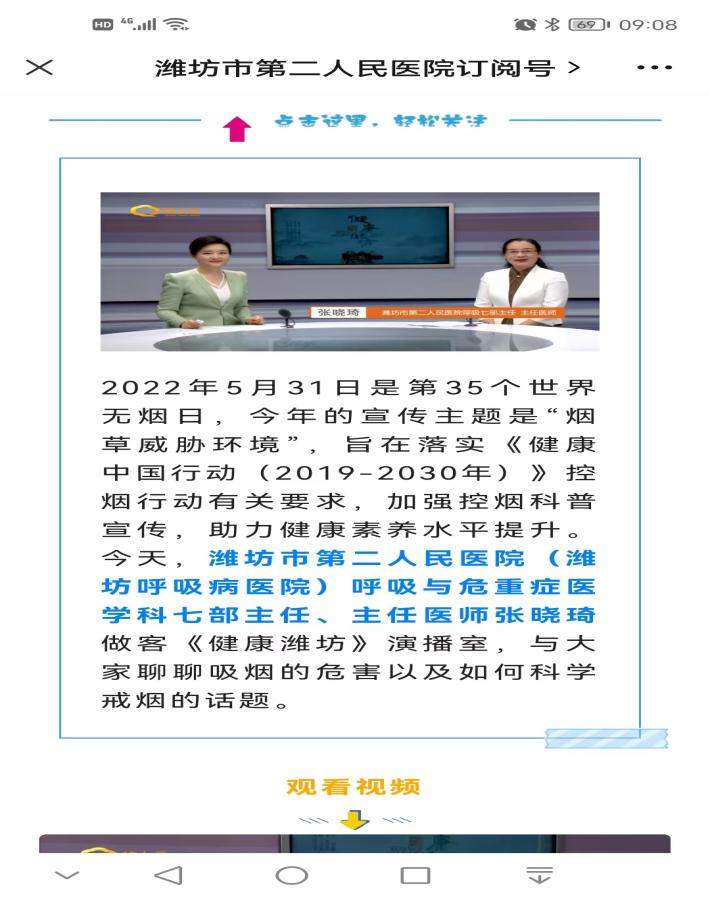 HD 4G 69 09:08
潍坊市第二人民医院订阅号 >
点击这里，轻松关注
张晓琦 潍坊市第二人民医院呼吸七部主任 主任医师
2022年5月31日是第35个世界
无烟日，今年的宣传主题是“烟
草威胁环境”，旨在落实《健康
中国行动（2019-2030年）》控
烟行动有关要求，加强控烟科普
宣传，助力健康素养水平提升。
今天，潍坊市第二人民医院（潍
坊呼吸病医院）呼吸与危重症医
学科七部主任、主任医师张晓琦
做客《健康潍坊》演播室，与大
家聊聊吸烟的危害以及如何科学
戒烟的话题。
观看视频